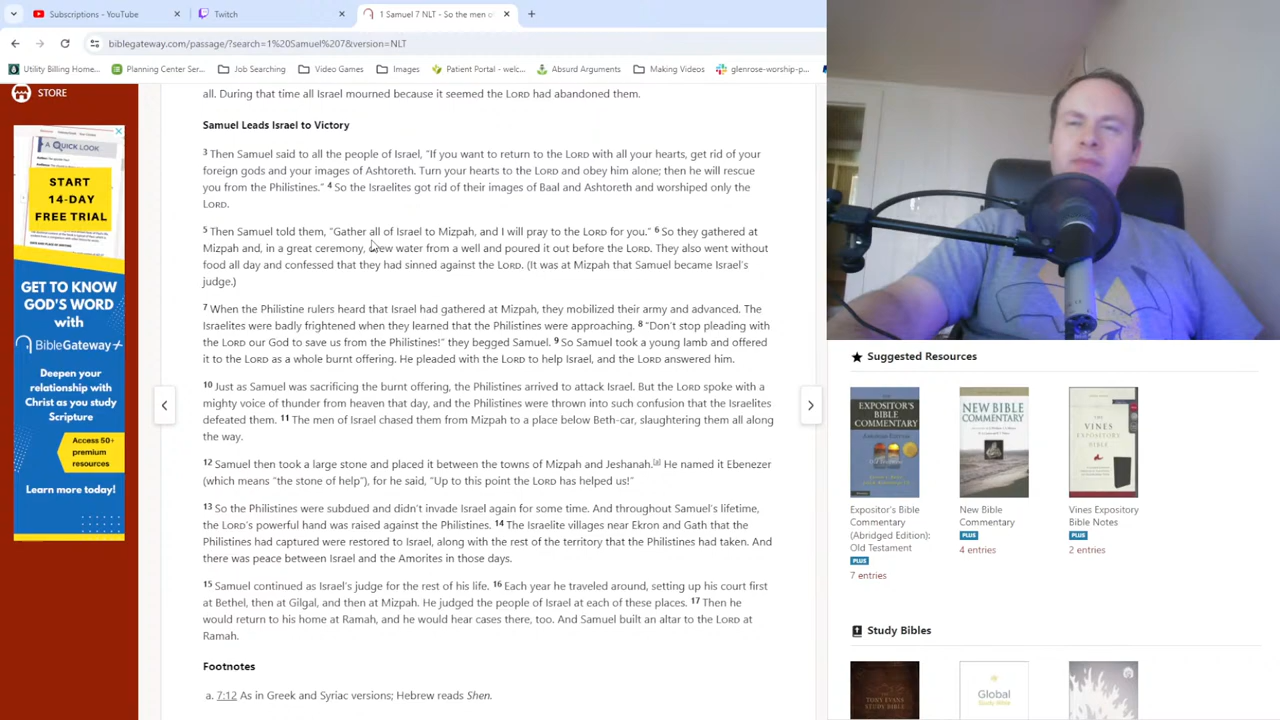 Subscriptions - YouTube
Twitch
1 Samuel 7 NLT - So the men of
biblegateway.com/passage/?search=1%20Samuel%207&version=NLT
Utility Billing Home...
Planning Center Ser...
Job Searching
Video Games
Images
Patient Portal - welc...
Absurd Arguments
Making Videos
glenrose-worship-p...
STORE
A QUICK LOOK
START
14-DAY
FREE TRIAL
GET TO KNOW
GOD'S WORD
with
BibleGateway+
Deepen your
relationship with
Christ as you study
Scripture
Access 50+
premium
resources
Learn more today!
all. During that time all Israel mourned because it seemed the LORD had abandoned them.
Samuel Leads Israel to Victory
3 Then Samuel said to all the people of Israel, “If you want to return to the LORD with all your hearts, get rid of your
foreign gods and your images of Ashtoreth. Turn your hearts to the LORD and obey him alone; then he will rescue
you from the Philistines.” 4 So the Israelites got rid of their images of Baal and Ashtoreth and worshiped only the
LORD.
5 Then Samuel told them, “Gather all of Israel to Mizpah, and I will pray to the LORD for you.” 6 So they gathered at
Mizpah and, in a great ceremony, drew water from a well and poured it out before the LORD. They also went without
food all day and confessed that they had sinned against the LORD. (It was at Mizpah that Samuel became Israel’s
judge.)
7 When the Philistine rulers heard that Israel had gathered at Mizpah, they mobilized their army and advanced. The
Israelites were badly frightened when they learned that the Philistines were approaching. 8 “Don’t stop pleading with
the LORD our God to save us from the Philistines!” they begged Samuel. 9 So Samuel took a young lamb and offered
it to the LORD as a whole burnt offering. He pleaded with the LORD to help Israel, and the LORD answered him.
10 Just as Samuel was sacrificing the burnt offering, the Philistines arrived to attack Israel. But the LORD spoke with a
mighty voice of thunder from heaven that day, and the Philistines were thrown into such confusion that the Israelites
defeated them. 11 The men of Israel chased them from Mizpah to a place below Beth-car, slaughtering them all along
the way.
12 Samuel then took a large stone and placed it between the towns of Mizpah and Jeshanah.[a] He named it Ebenezer
(which means “the stone of help”), for he said, “Up to this point the LORD has helped us!”
13 So the Philistines were subdued and didn’t invade Israel again for some time. And throughout Samuel’s lifetime,
the LORD’s powerful hand was raised against the Philistines. 14 The Israelite villages near Ekron and Gath that the
Philistines had captured were restored to Israel, along with the rest of the territory that the Philistines had taken. And
there was peace between Israel and the Amorites in those days.
15 Samuel continued as Israel’s judge for the rest of his life. 16 Each year he traveled around, setting up his court first
at Bethel, then at Gilgal, and then at Mizpah. He judged the people of Israel at each of these places. 17 Then he
would return to his home at Ramah, and he would hear cases there, too. And Samuel built an altar to the LORD at
Ramah.
Footnotes
a. 7:12 As in Greek and Syriac versions; Hebrew reads Shen.
Suggested Resources
EXPOSITOR'S
BIBLE
COMMENTARY
NEW BIBLE
COMMENTARY
THE
VINES
EXPOSITORY
BIBLE
Expositor's Bible
Commentary
(Abridged Edition):
Old Testament
PLUS
7 entries
New Bible
Commentary
PLUS
4 entries
Vines Expository
Bible Notes
PLUS
2 entries
Study Bibles
THE
TONY EVANS
STUDY BIBLE
Global
Study Bible